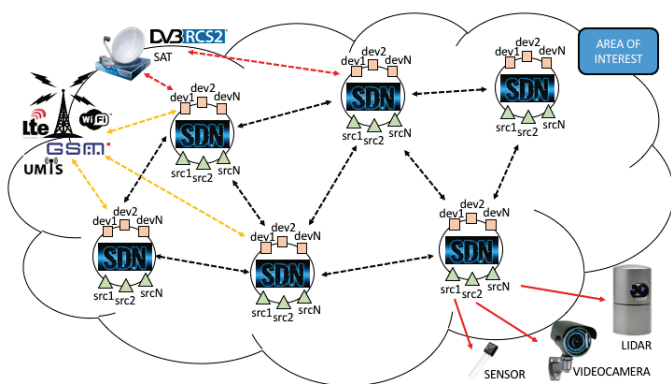 DVB RCS2
SAT
AREA OF
INTEREST
Lte
WiFi
GSM
UMTS
dev1 dev2 devN
SDN
src1 src2 srcN
dev1 dev2 devN
SDN
src1 src2 srcN
dev1 dev2 devN
SDN
src1 src2 srcN
dev1 dev2 devN
SDN
src1 src2 srcN
dev1 dev2 devN
SDN
src1 src2 srcN
dev1 dev2 devN
SDN
src1 src2 srcN
LIDAR
VIDEOCAMERA
SENSOR